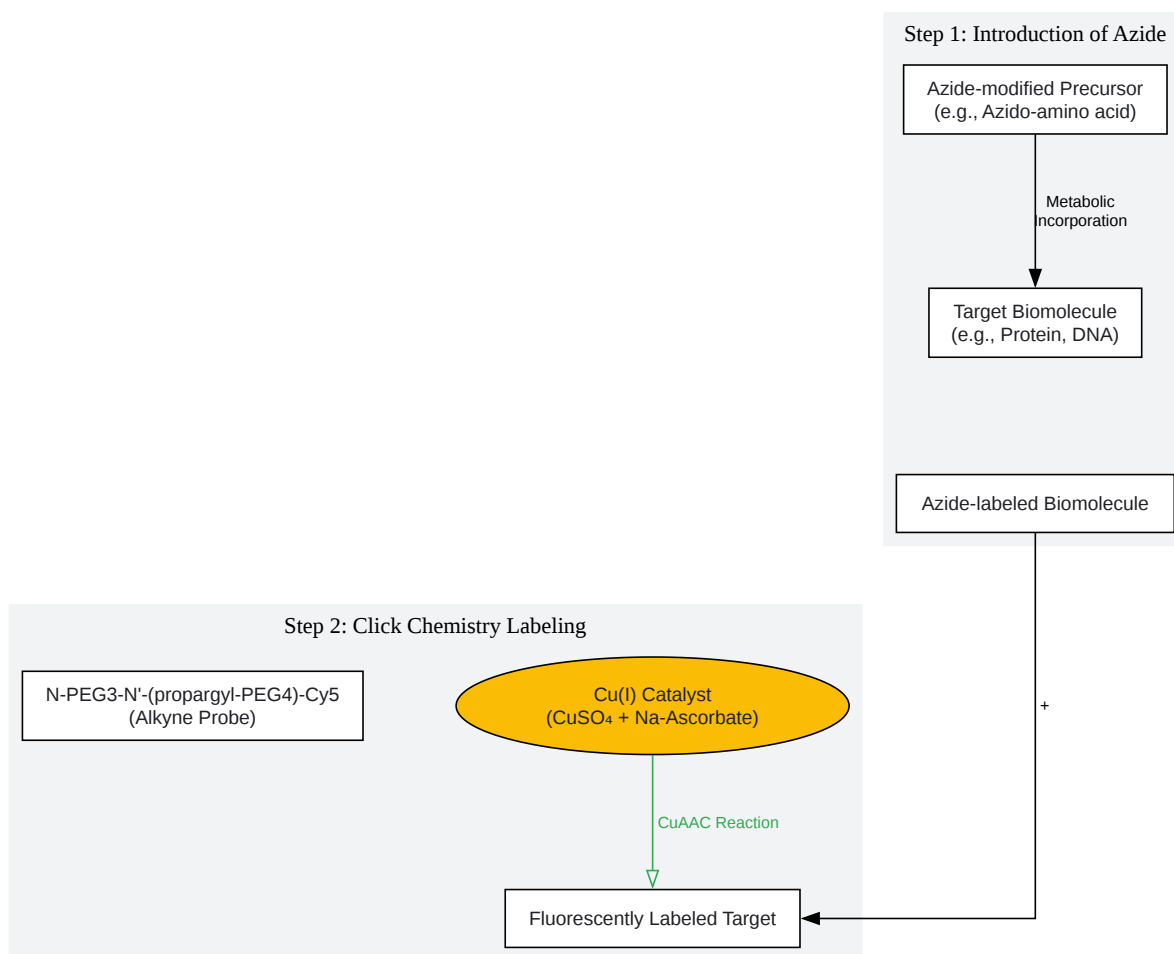 Step 1: Introduction of Azide
Azide-modified Precursor
(e.g., Azido-amino acid)
Metabolic
Incorporation
Target Biomolecule
(e.g., Protein, DNA)
Azide-labeled Biomolecule
Step 2: Click Chemistry Labeling
N-PEG3-N'-(propargyl-PEG4)-Cy5
(Alkyne Probe)
Cu(I) Catalyst
(CuSO₄ + Na-Ascorbate)
+
CuAAC Reaction
Fluorescently Labeled Target